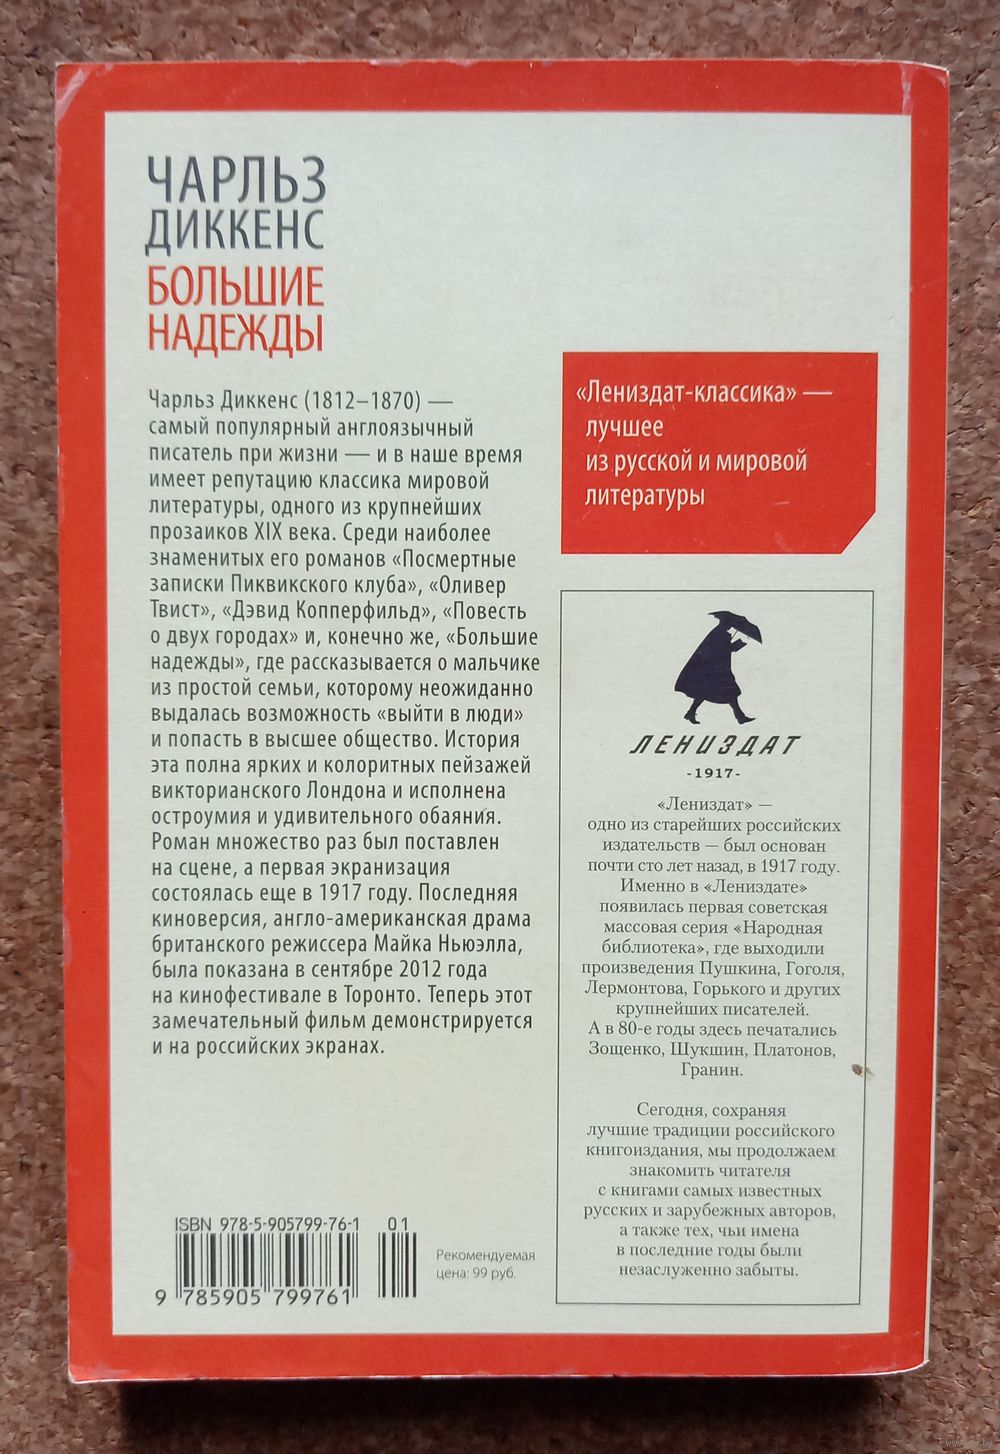 ЧАРЛЬЗ
ДИККЕНС
БОЛЬШИЕ
НАДЕЖДЫ
Чарльз Диккенс (1812–1870) —
самый популярный англоязычный
писатель при жизни — и в наше время
имеет репутацию классика мировой
литературы, одного из крупнейших
прозаиков XIX века. Среди наиболее
знаменитых его романов «Посмертные
записки Пиквикского клуба», «Оливер
Твист», «Дэвид Копперфильд», «Повесть
о двух городах» и, конечно же, «Большие
надежды», где рассказывается о мальчике
из простой семьи, которому неожиданно
выдалась возможность «выйти в люди»
и попасть в высшее общество. История
эта полна ярких и колоритных пейзажей
викторианского Лондона и исполнена
остроумия и удивительного обаяния.
Роман множество раз был поставлен
на сцене, а первая экранизация
состоялась еще в 1917 году. Последняя
киноверсия, англо-американская драма
британского режиссера Майка Ньюэлла,
была показана в сентябре 2012 года
на кинофестивале в Торонто. Теперь этот
замечательный фильм демонстрируется
и на российских экранах.
«Лениздат-классика» —
лучшее
из русской и мировой
литературы
ЛЕНИЗДАТ
-1917-
«Лениздат» —
одно из старейших российских
издательств — был основан
почти сто лет назад, в 1917 году.
Именно в «Лениздате»
появилась первая советская
массовая серия «Народная
библиотека», где выходили
произведения Пушкина, Гоголя,
Лермонтова, Горького и других
крупнейших писателей.
А в 80-е годы здесь печатались
Зощенко, Шукшин, Платонов,
Гранин.
Сегодня, сохраняя
лучшие традиции российского
книгоиздания, мы продолжаем
знакомить читателя
с книгами самых известных
русских и зарубежных авторов,
а также тех, чьи имена
в последние годы были
незаслуженно забыты.
ISBN 978-5-905799-76-1 01
9 785905 799761
Рекомендуемая
цена: 99 руб.